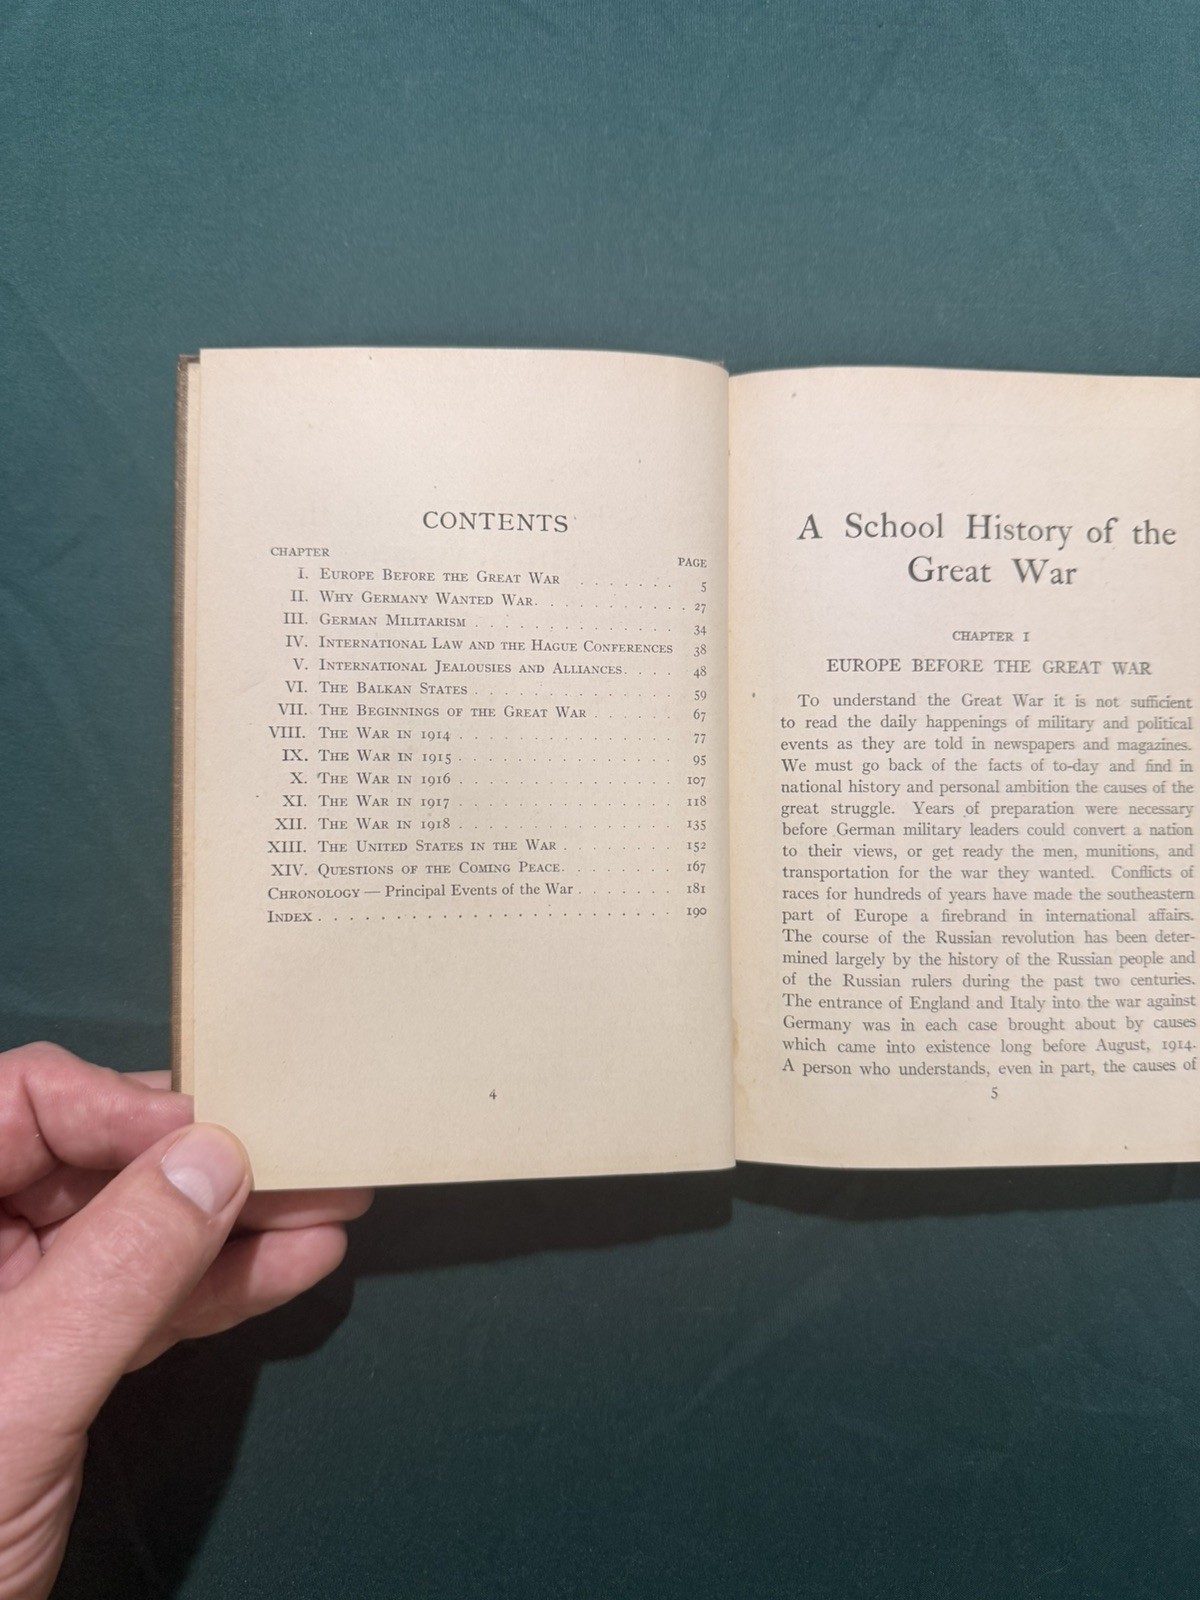 CONTENTS
CHAPTER PAGE
I. Europe Before the Great War . . . . . . . 5
II. Why Germany Wanted War. . . . . . . . . . . . 27
III. German Militarism . . . . . . . . . . . . . . 34
IV. International Law and the Hague Conferences 38
V. International Jealousies and Alliances. . . . 48
VI. The Balkan States . . . . . . . . . . . . . . 59
VII. The Beginnings of the Great War . . . . . . 67
VIII. The War in 1914 . . . . . . . . . . . . . . . 77
IX. The War in 1915 . . . . . . . . . . . . . . . 95
X. The War in 1916 . . . . . . . . . . . . . . . 107
XI. The War in 1917 . . . . . . . . . . . . . . . 118
XII. The War in 1918 . . . . . . . . . . . . . . . 135
XIII. The United States in the War . . . . . . . . 152
XIV. Questions of the Coming Peace. . . . . . . . 167
Chronology — Principal Events of the War . . . . . . . 181
Index . . . . . . . . . . . . . . . . . . . . . . . . 190
4
A School History of the
Great War
CHAPTER I
EUROPE BEFORE THE GREAT WAR
To understand the Great War it is not sufficient
to read the daily happenings of military and political
events as they are told in newspapers and magazines.
We must go back of the facts of to-day and find in
national history and personal ambition the causes of the
great struggle. Years of preparation were necessary
before German military leaders could convert a nation
to their views, or get ready the men, munitions, and
transportation for the war they wanted. Conflicts of
races for hundreds of years have made the southeastern
part of Europe a firebrand in international affairs.
The course of the Russian revolution has been deter-
mined largely by the history of the Russian people and
of the Russian rulers during the past two centuries.
The entrance of England and Italy into the war against
Germany was in each case brought about by causes
which came into existence long before August, 1914.
A person who understands, even in part, the causes of
5